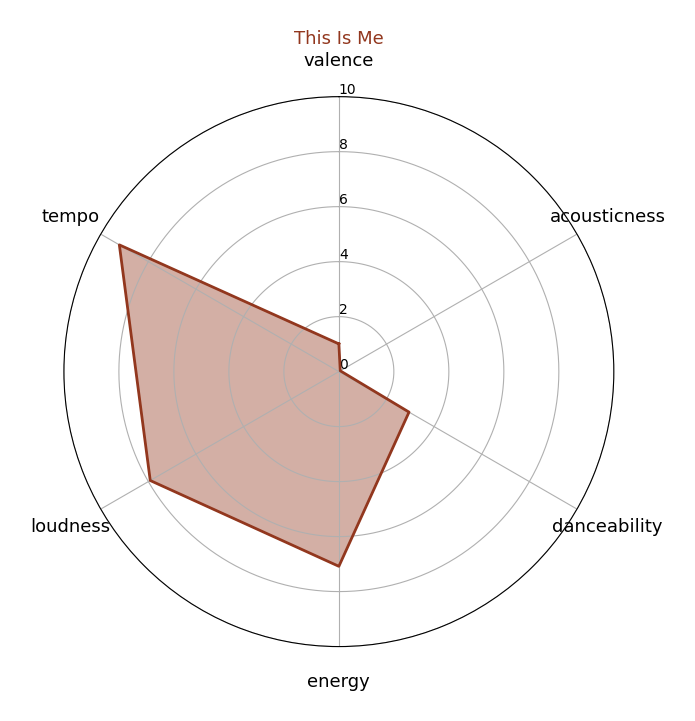 This Is Me
valence
10
8
6
4
2
0
tempo
acousticness
loudness
danceability
energy